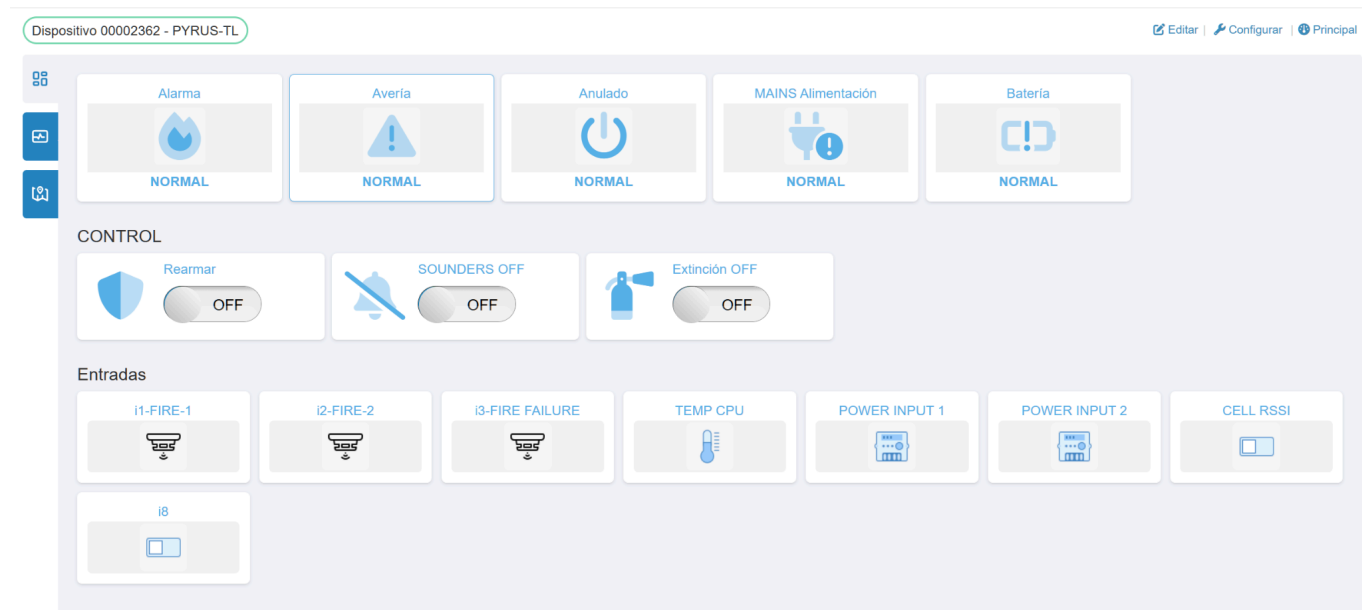 Dispositivo 00002362 - PYRUS-TL
Editar | Configurar | Principal
Alarma Avería Anulado MAINS Alimentación Batería
NORMAL NORMAL NORMAL NORMAL NORMAL
CONTROL
Rearmar SOUNDERS OFF Extinción OFF
OFF OFF OFF
Entradas
i1-FIRE-1 i2-FIRE-2 i3-FIRE FAILURE TEMP CPU POWER INPUT 1 POWER INPUT 2 CELL RSSI
i8